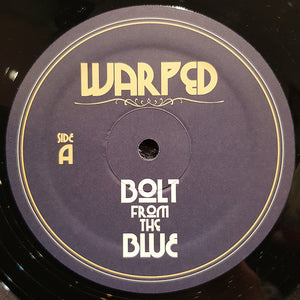 WARPED
SIDE
A
BOLT
FROM
THE
BLUE